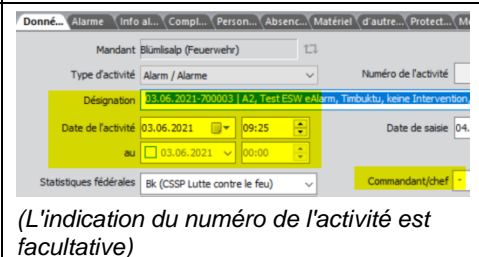 Donné... Alarme Info al... Compl... Person... Absenc... Matériel d'autre... Protect...
Mandant Blümlisalp (Feuerwehr)
Type d'activité Alarm / Alarme Numéro de l'activité
Désignation 03.06.2021-700003 | A2, Test ESW eAlarm, Timbuktu, keine Intervention,
Date de l'activité 03.06.2021 09:25 Date de saisie 04.
au 03.06.2021 00:00
Statistiques fédérales Bk (CSSP Lutte contre le feu) Commandant/chef -
(L'indication du numéro de l'activité est
facultative)